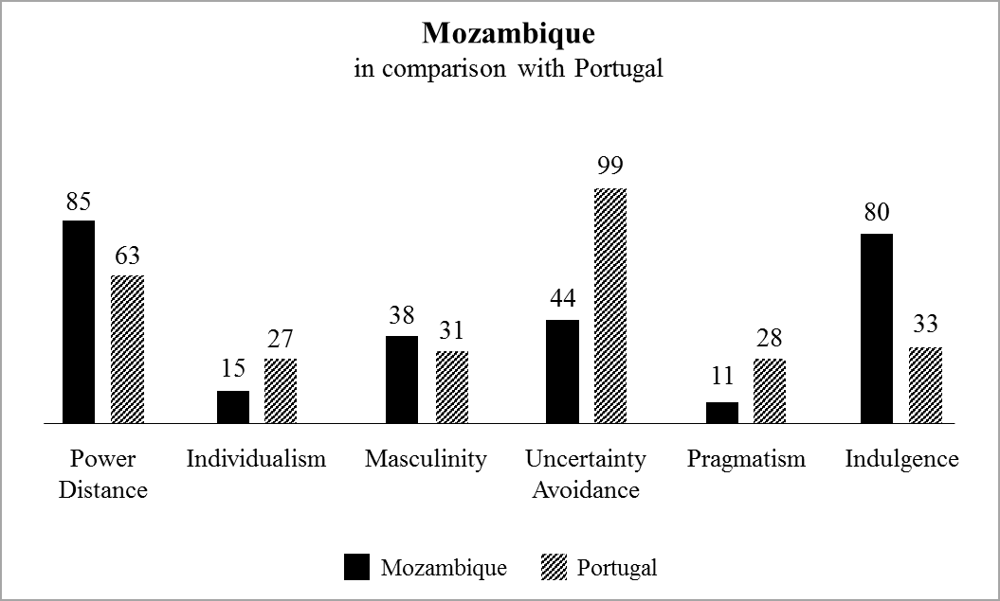 Mozambique
in comparison with Portugal
85
63
15
27
38
31
44
99
11
28
80
33
Power
Distance
Individualism
Masculinity
Uncertainty
Avoidance
Pragmatism
Indulgence
Mozambique
Portugal